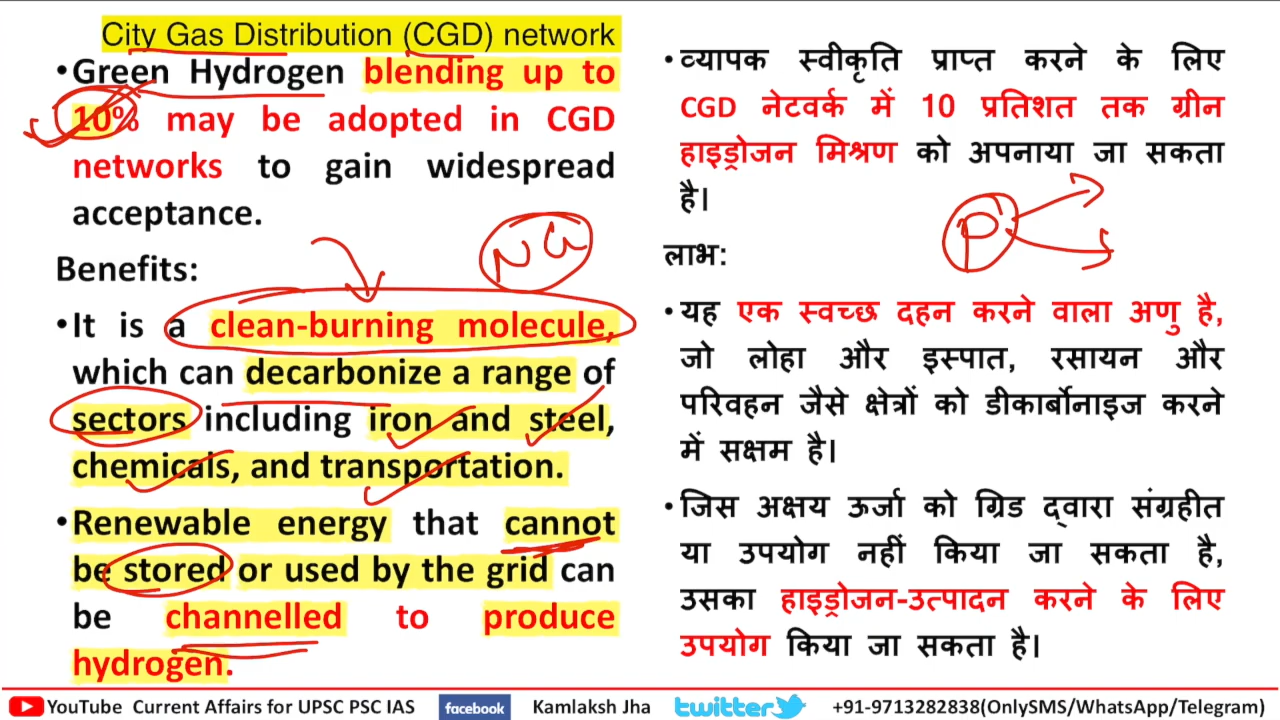 City Gas Distribution (CGD) network
•Green Hydrogen blending up to
10% may be adopted in CGD
networks to gain widespread
acceptance.
Benefits:
NG
•It is a clean-burning molecule,
which can decarbonize a range of
sectors including iron and steel,
chemicals, and transportation.
•Renewable energy that cannot
be stored or used by the grid can
be channelled to produce
hydrogen.
•व्यापक स्वीकृति प्राप्त करने के लिए
CGD नेटवर्क में 10 प्रतिशत तक ग्रीन
हाइड्रोजन मिश्रण को अपनाया जा सकता
है।
P
लाभ:
•यह एक स्वच्छ दहन करने वाला अणु है,
जो लोहा और इस्पात, रसायन और
परिवहन जैसे क्षेत्रों को डीकार्बोनाइज करने
में सक्षम है।
•जिस अक्षय ऊर्जा को ग्रिड द्वारा संग्रहीत
या उपयोग नहीं किया जा सकता है,
उसका हाइड्रोजन-उत्पादन करने के लिए
उपयोग किया जा सकता है।
YouTube Current Affairs for UPSC PSC IAS facebook Kamlaksh Jha twitter +91-9713282838(OnlySMS/WhatsApp/Telegram)